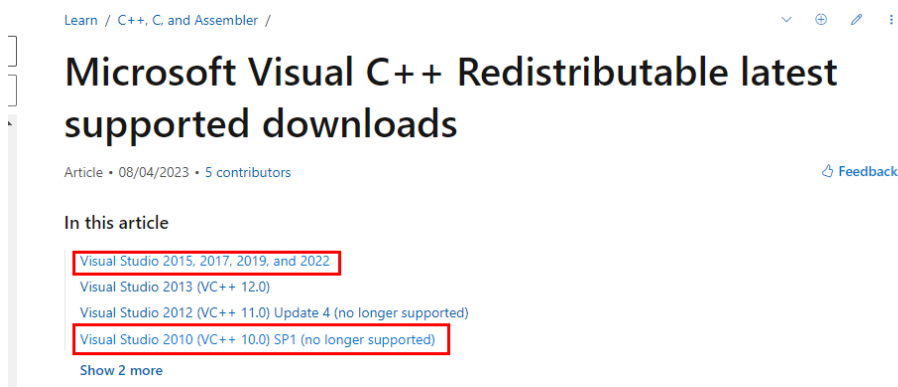 Learn / C++, C, and Assembler /
Microsoft Visual C++ Redistributable latest
supported downloads
Article • 08/04/2023 • 5 contributors
Feedback
In this article
Visual Studio 2015, 2017, 2019, and 2022
Visual Studio 2013 (VC++ 12.0)
Visual Studio 2012 (VC++ 11.0) Update 4 (no longer supported)
Visual Studio 2010 (VC++ 10.0) SP1 (no longer supported)
Show 2 more